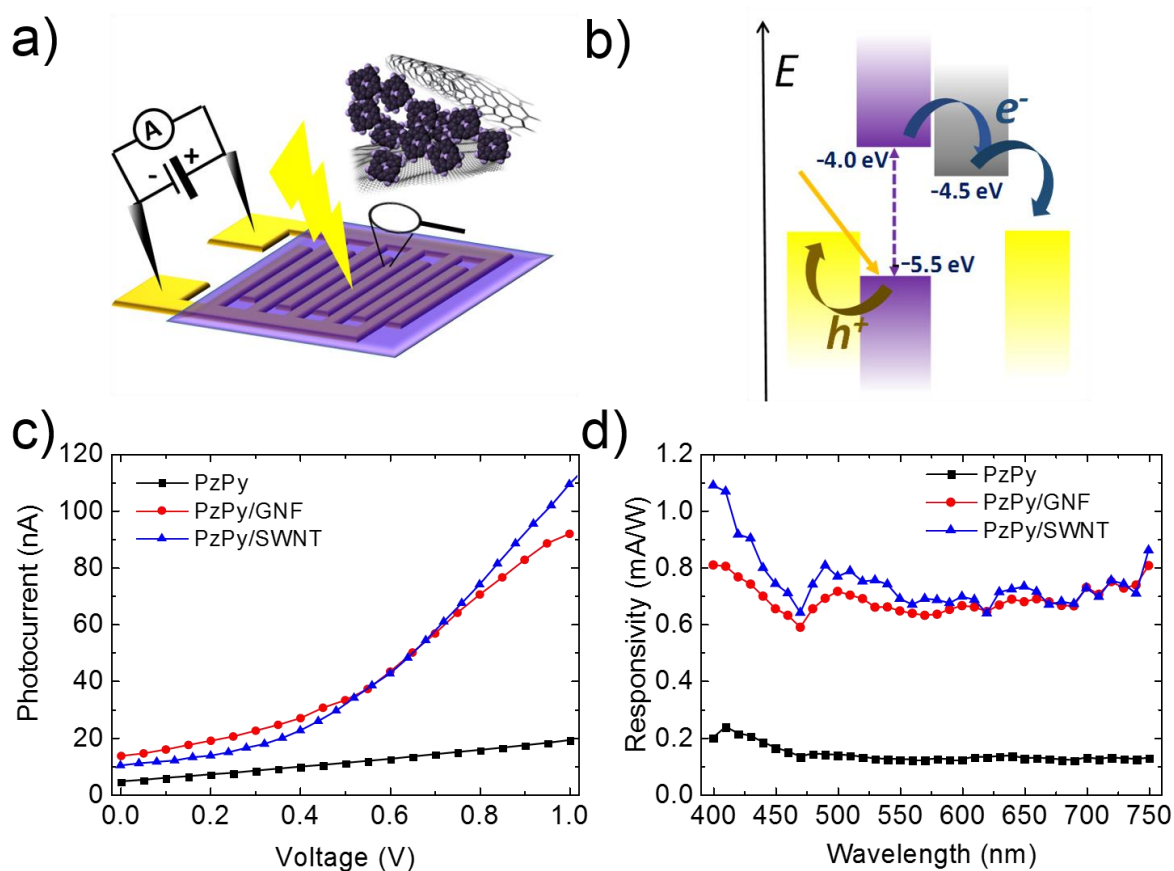 a)
A
- +
b)
E
e-
-4.0 eV
-4.5 eV
-5.5 eV
h+
c)
120
100
80
60
40
20
0
Photocurrent (nA)
PzPy
PzPy/GNF
PzPy/SWNT
0.0 0.2 0.4 0.6 0.8 1.0
Voltage (V)
d)
1.2
1.0
0.8
0.6
0.4
0.2
0.0
Responsivity (mA/W)
PzPy
PzPy/GNF
PzPy/SWNT
400 450 500 550 600 650 700 750
Wavelength (nm)